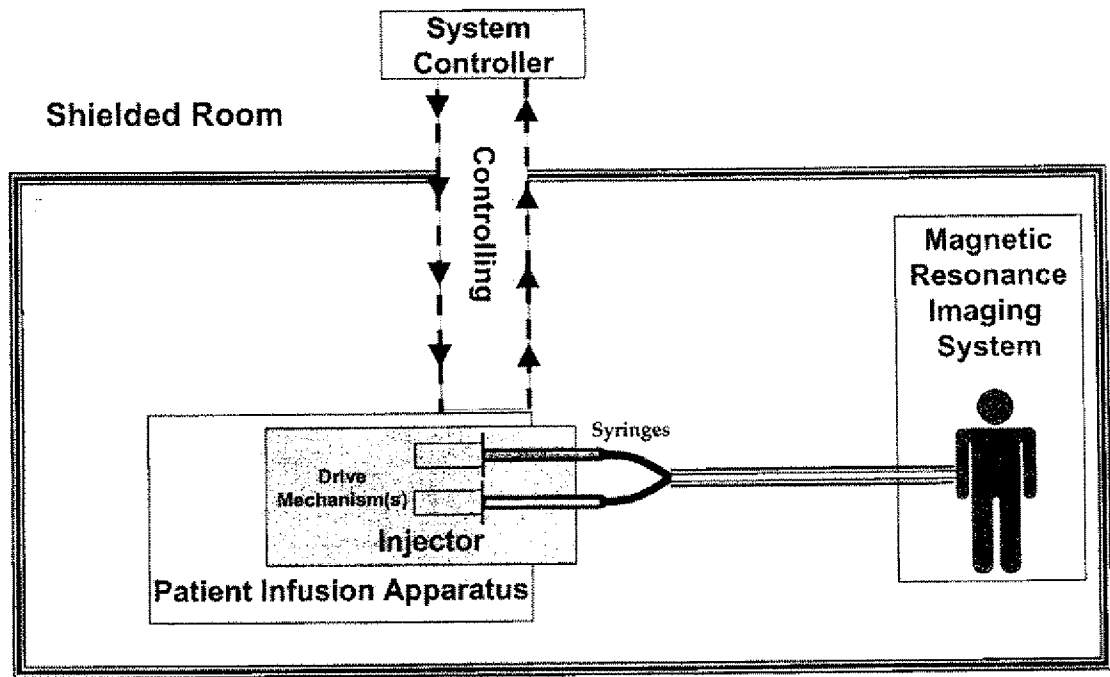 System
Controller
Shielded Room
Controlling
Magnetic
Resonance
Imaging
System
Syringes
Drive
Mechanism(s)
Injector
Patient Infusion Apparatus